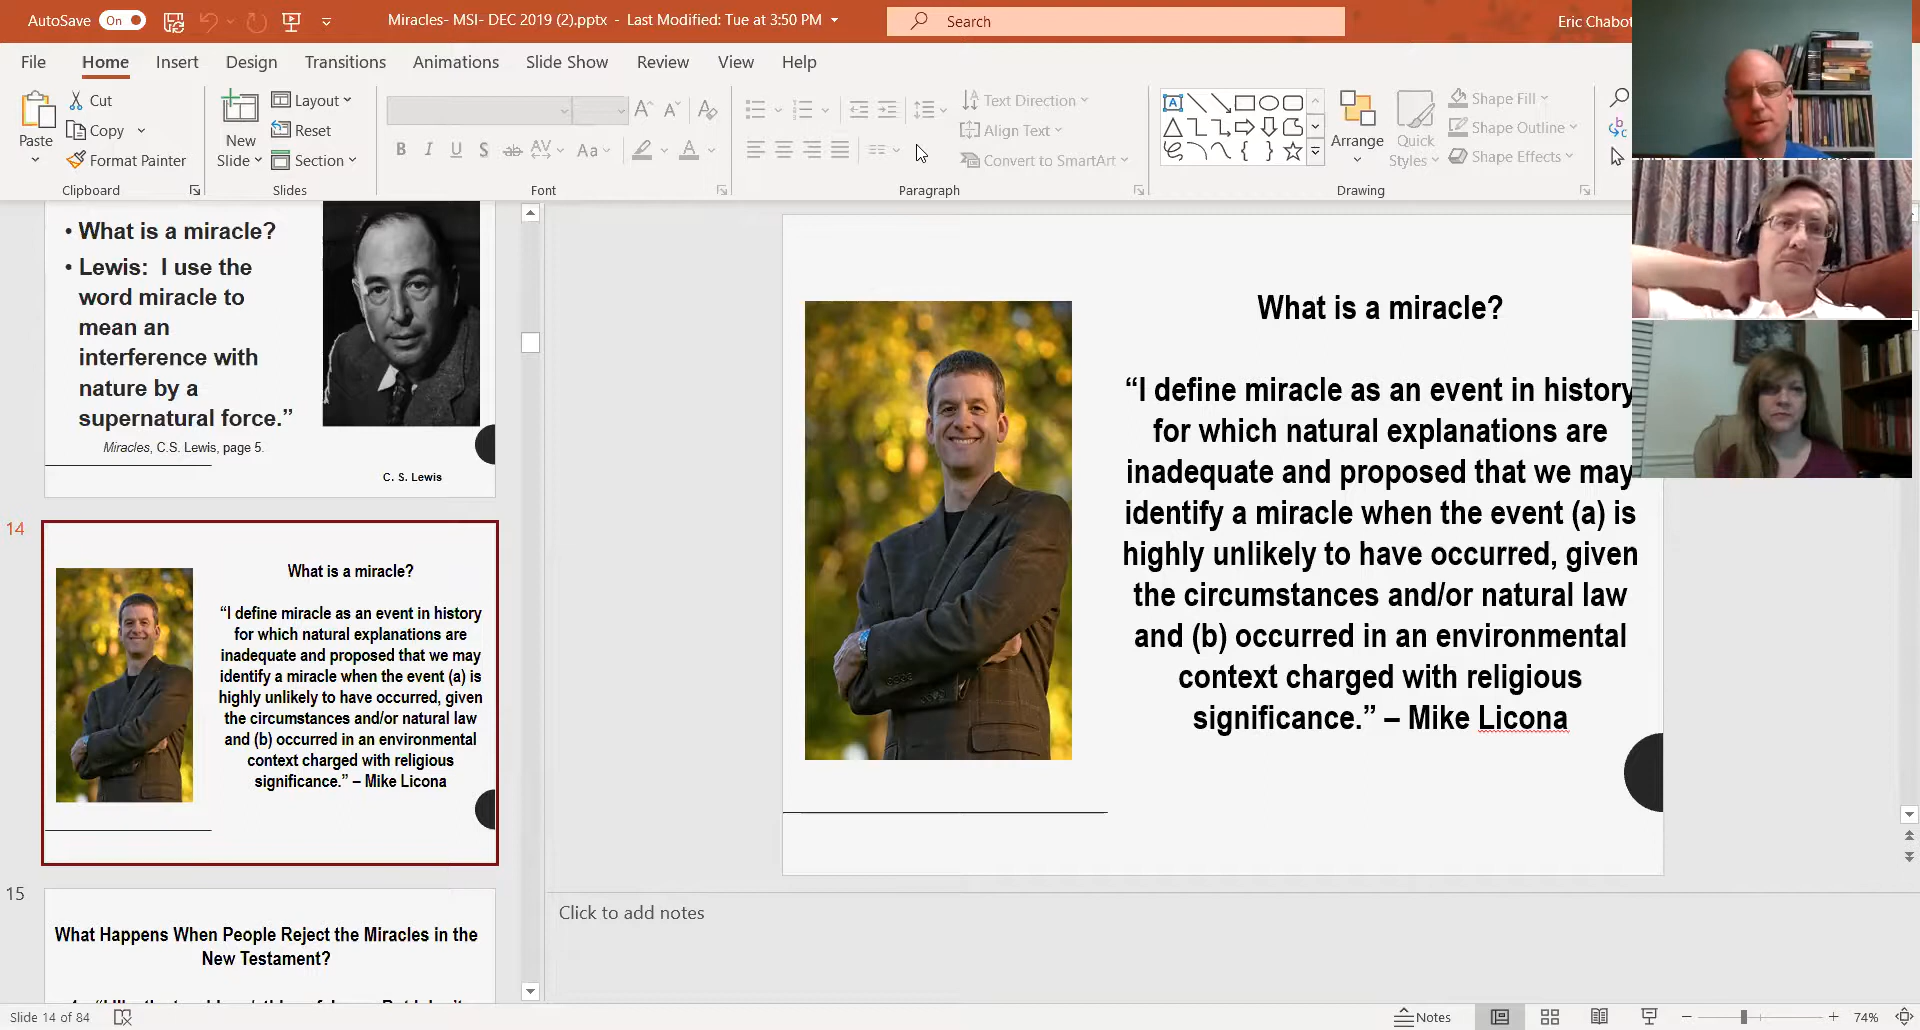 AutoSave On
Miracles- MSI- DEC 2019 (2).pptx - Last Modified: Tue at 3:50 PM
Search
Eric Chabot
File Home Insert Design Transitions Animations Slide Show Review View Help
Paste
Cut
Copy
Format Painter
Clipboard
New
Slide
Layout
Reset
Section
Slides
B I U S ab AV Aa A
Font
Paragraph
Text Direction
Align Text
Convert to SmartArt
Arrange
Quick
Styles
Shape Fill
Shape Outline
Shape Effects
Drawing
• What is a miracle?
• Lewis: I use the
word miracle to
mean an
interference with
nature by a
supernatural force.”
Miracles, C.S. Lewis, page 5.
C. S. Lewis
14
What is a miracle?
“I define miracle as an event in history
for which natural explanations are
inadequate and proposed that we may
identify a miracle when the event (a) is
highly unlikely to have occurred, given
the circumstances and/or natural law
and (b) occurred in an environmental
context charged with religious
significance.” – Mike Licona
15
What Happens When People Reject the Miracles in the
New Testament?
What is a miracle?
“I define miracle as an event in history
for which natural explanations are
inadequate and proposed that we may
identify a miracle when the event (a) is
highly unlikely to have occurred, given
the circumstances and/or natural law
and (b) occurred in an environmental
context charged with religious
significance.” – Mike Licona
Click to add notes
Slide 14 of 84
Notes
74%